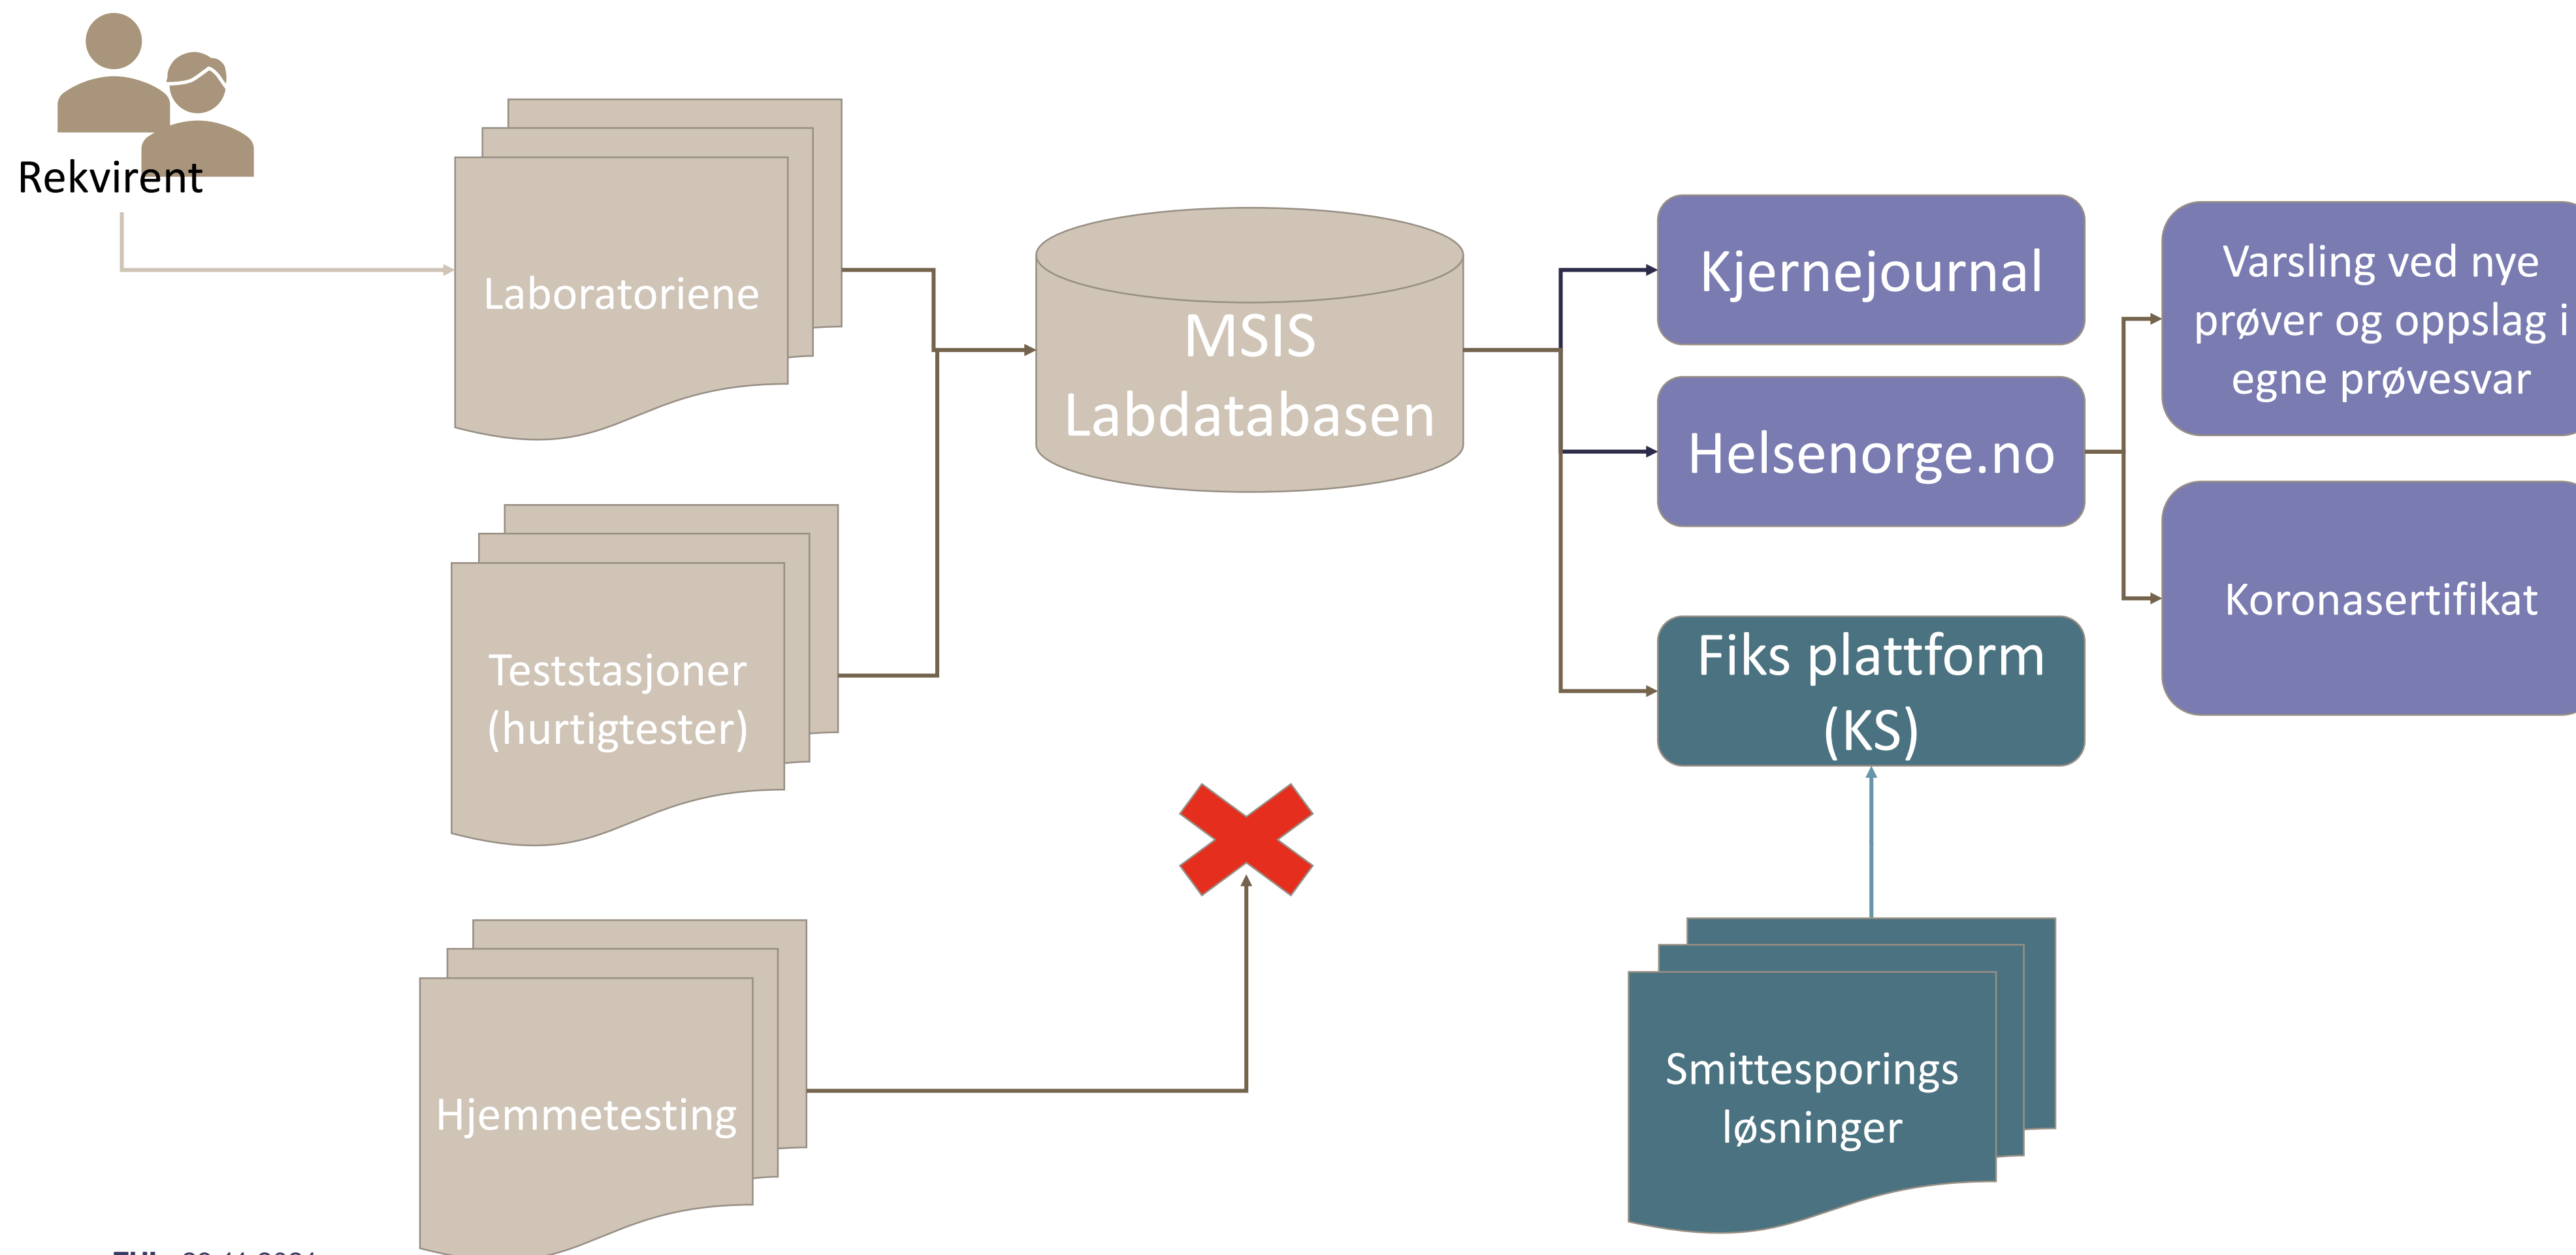 Rekvirent
Laboratoriene
MSIS
Labdatabasen
Kjernejournal
Helsenorge.no
Varsling ved nye
prøver og oppslag i
egne prøvesvar
Koronasertifikat
Teststasjoner
(hurtigtester)
Fiks plattform
(KS)
Hjemmetesting
Smittesporings
løsninger